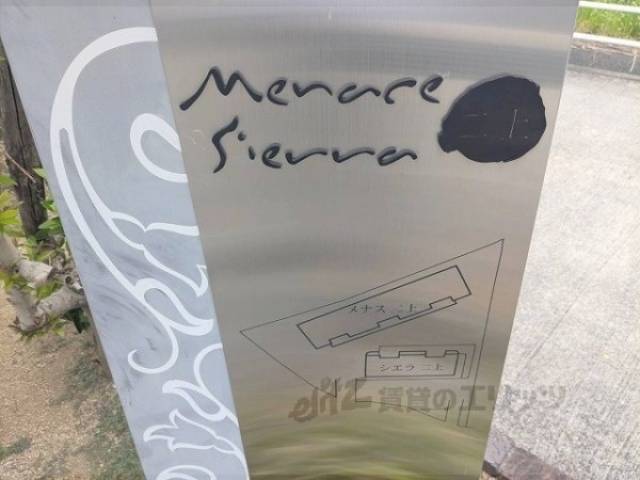 Menace
Sierra
メナス 二上
シエラ 二上
elitz 賃貸のエリッツ